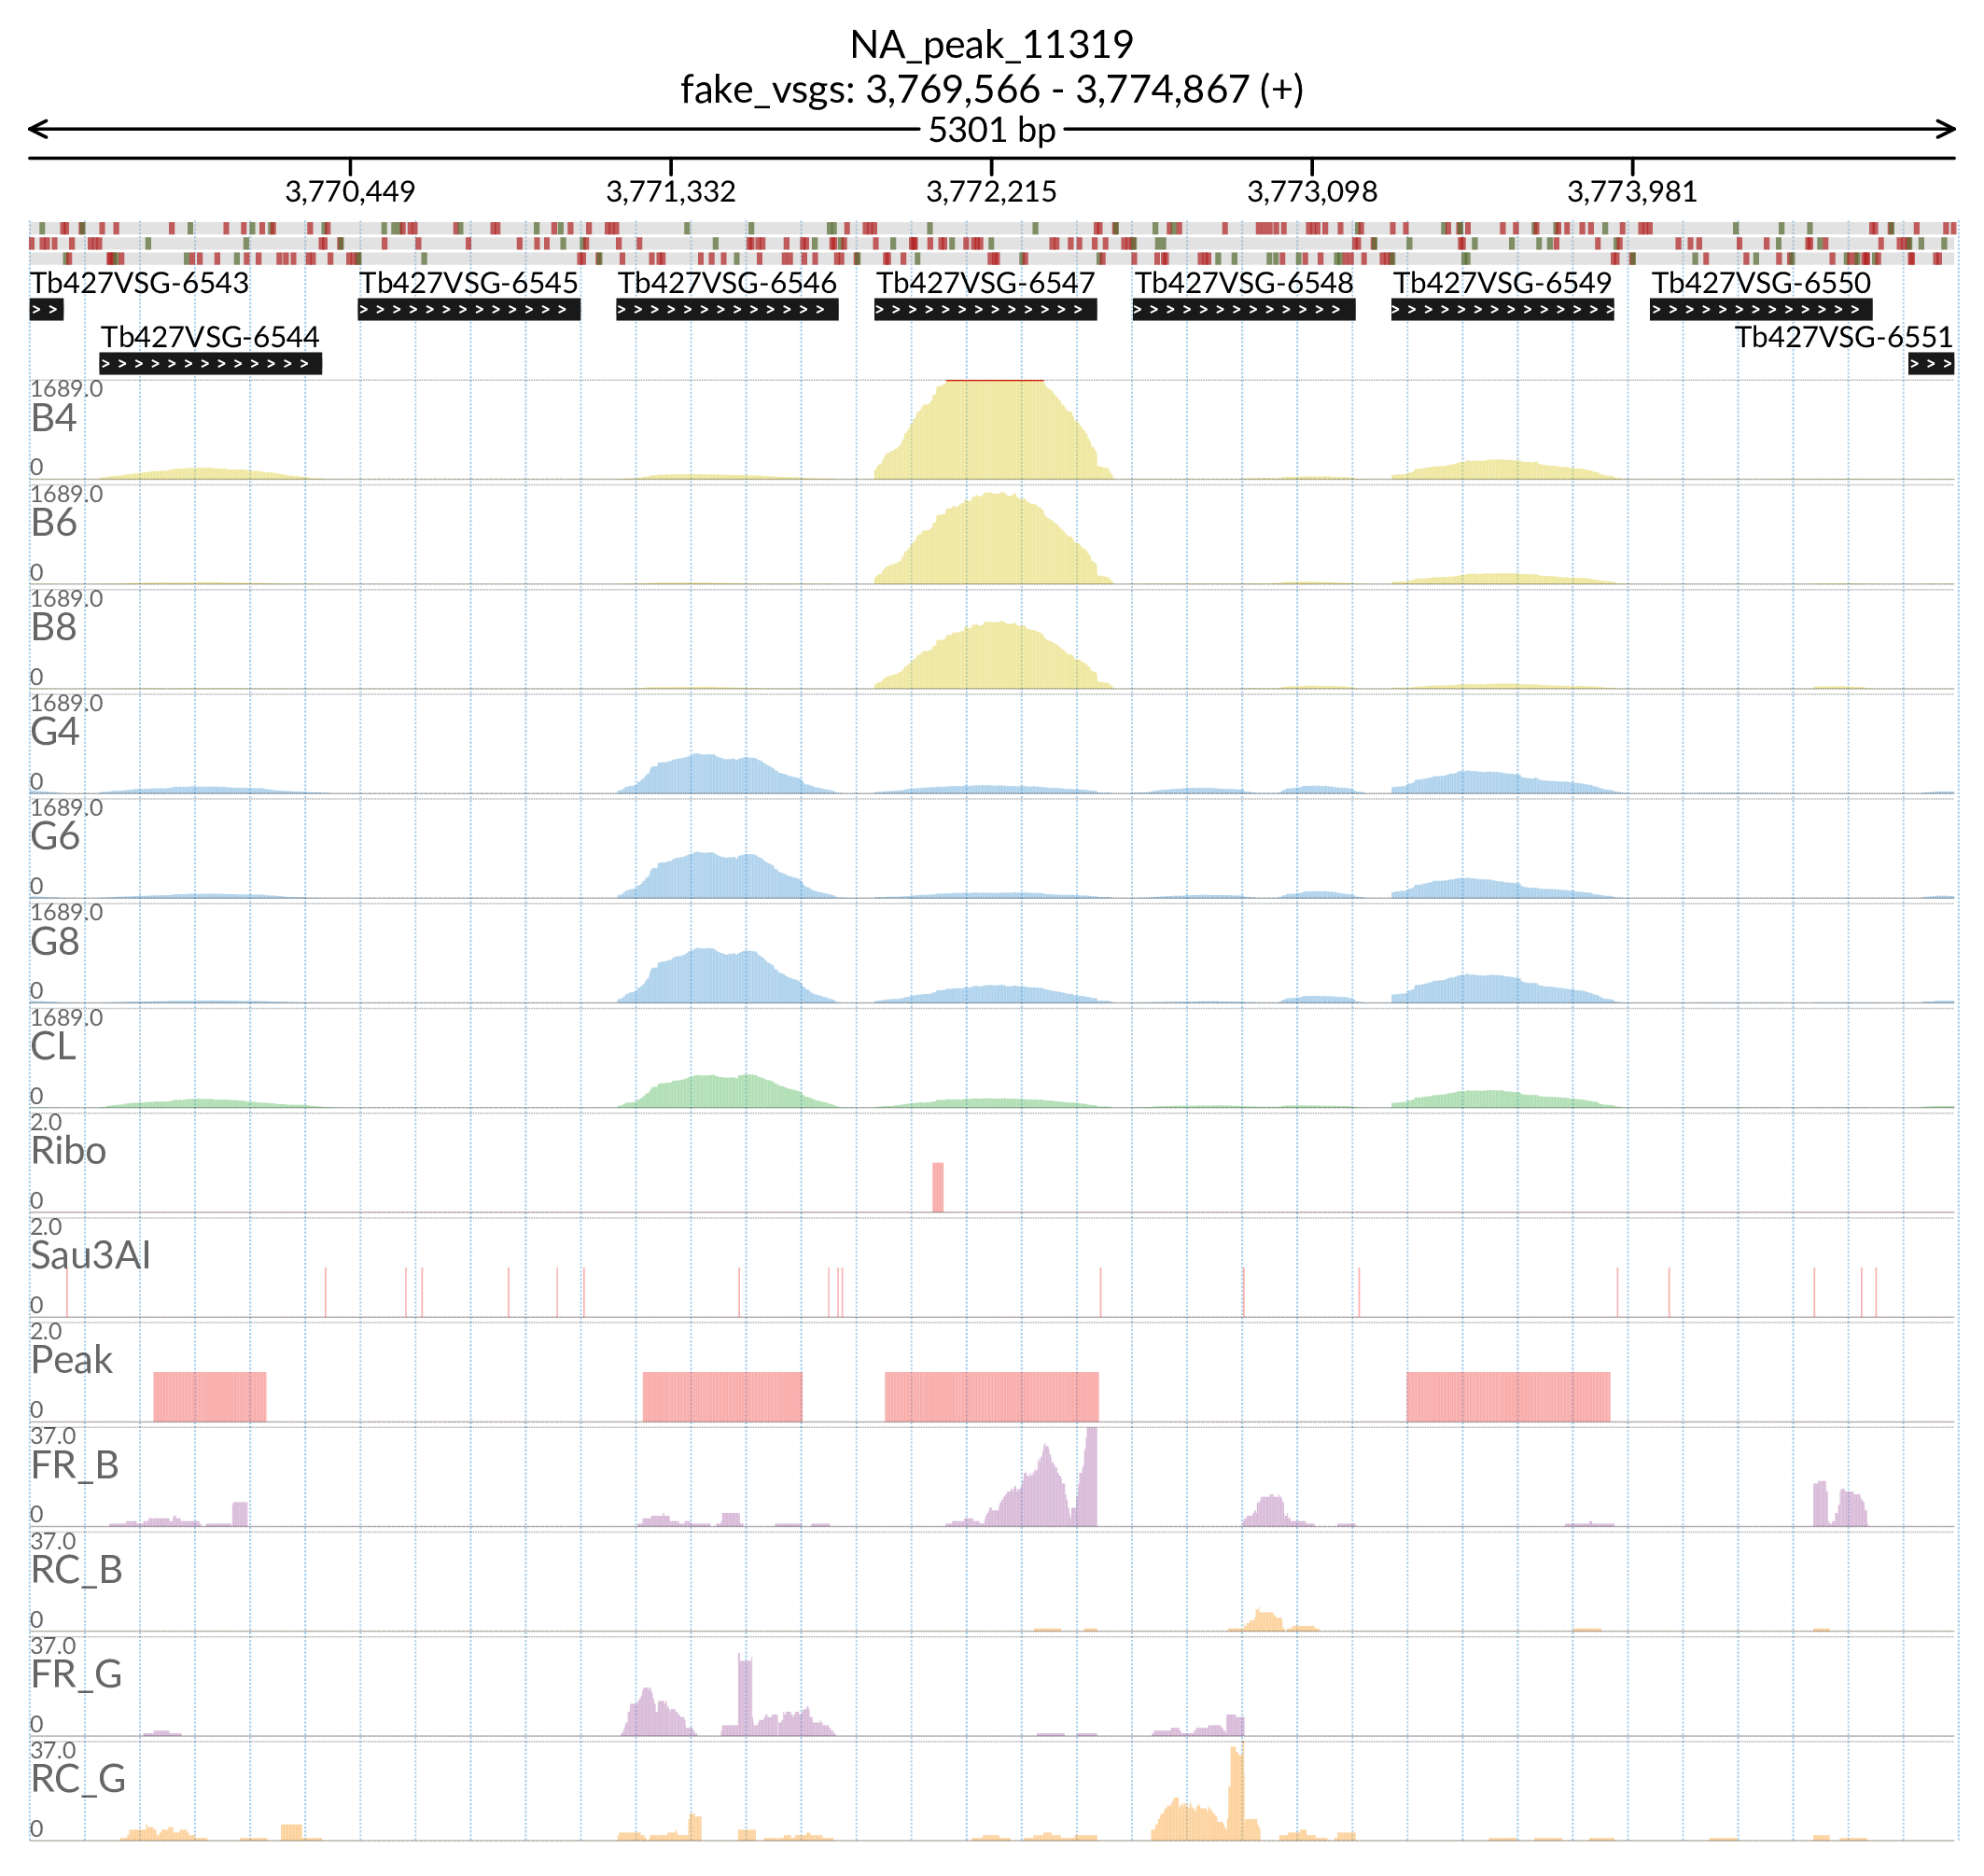 NA_peak_11319
fake_vsgs: 3,769,566 - 3,774,867 (+)
5301 bp
3,770,449 3,771,332 3,772,215 3,773,098 3,773,981
Tb427VSG-6543 Tb427VSG-6545 Tb427VSG-6546 Tb427VSG-6547 Tb427VSG-6548 Tb427VSG-6549 Tb427VSG-6550
Tb427VSG-6544 Tb427VSG-6551
1689.0
B4
0
1689.0
B6
0
1689.0
B8
0
1689.0
G4
0
1689.0
G6
0
1689.0
G8
0
1689.0
CL
0
2.0
Ribo
0
2.0
Sau3AI
0
2.0
Peak
0
37.0
FR_B
0
37.0
RC_B
0
37.0
FR_G
0
37.0
RC_G
0